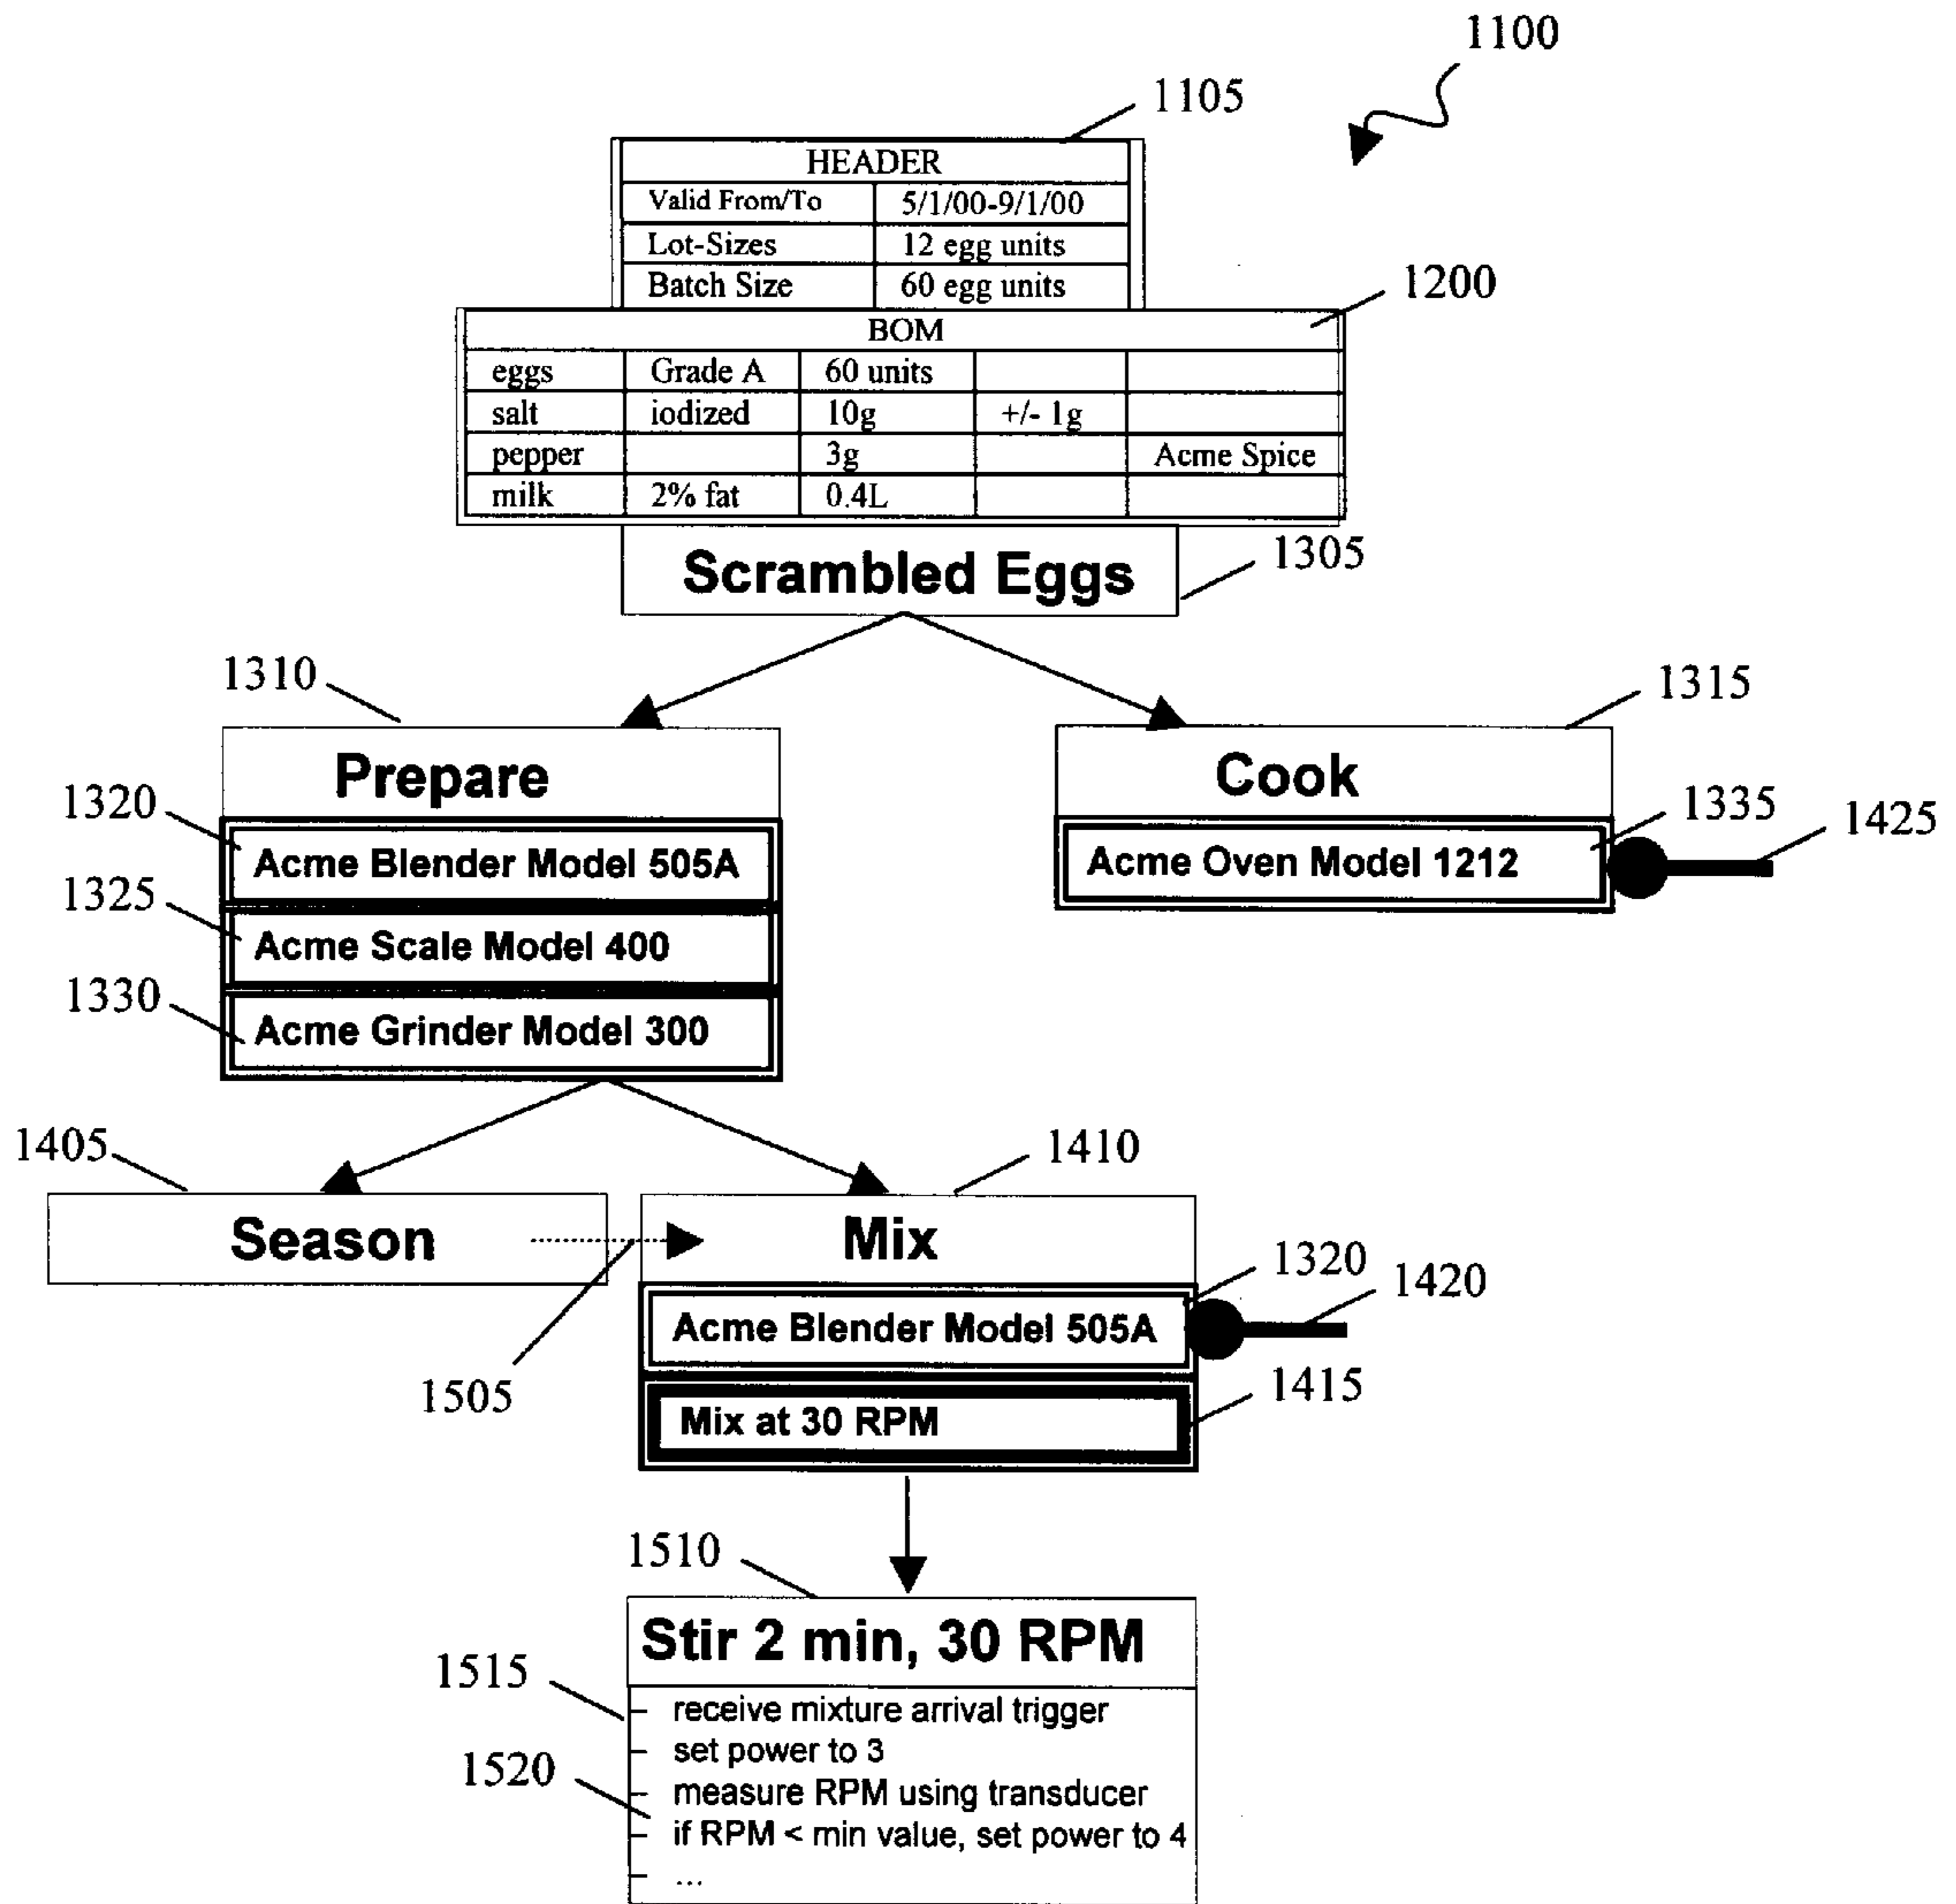 1100
1105
HEADER
Valid From/To 5/1/00-9/1/00
Lot-Sizes 12 egg units
Batch Size 60 egg units
1200
BOM
eggs Grade A 60 units
salt iodized 10g +/- 1g
pepper 3g Acme Spice
milk 2% fat 0.4L
Scrambled Eggs
1305
1310
1315
Prepare
Cook
1320
1335
1425
Acme Blender Model 505A
Acme Oven Model 1212
1325
Acme Scale Model 400
1330
Acme Grinder Model 300
1405
1410
Season
Mix
1320
1420
Acme Blender Model 505A
1505
1415
Mix at 30 RPM
1510
Stir 2 min, 30 RPM
1515
receive mixture arrival trigger
set power to 3
1520
measure RPM using transducer
if RPM < min value, set power to 4
...